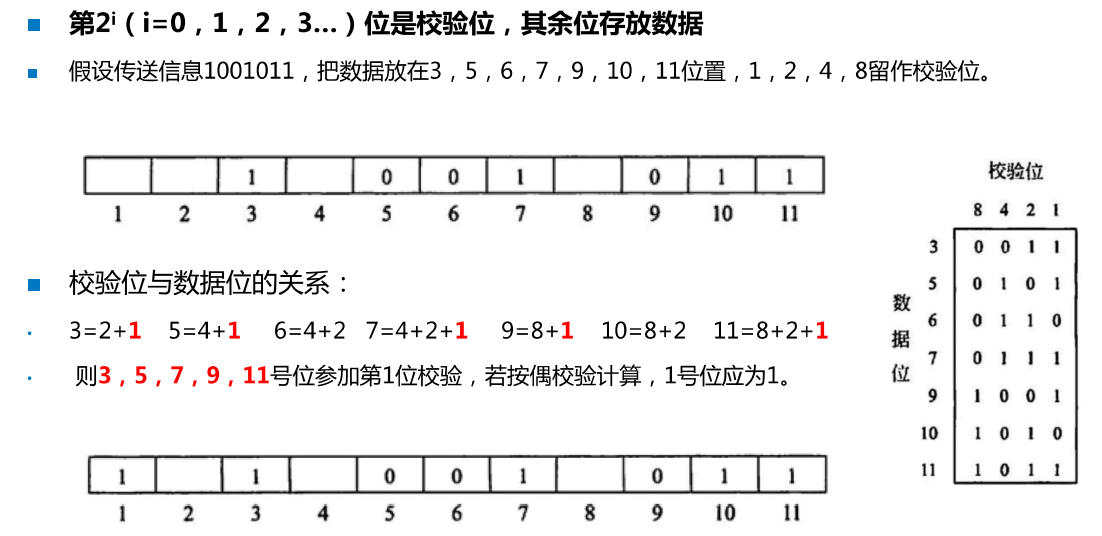 第2ⁱ（i=0，1，2，3...）位是校验位，其余位存放数据
假设传送信息1001011，把数据放在3，5，6，7，9，10，11位置，1，2，4，8留作校验位。
1 0 0 1 0 1 1
1 2 3 4 5 6 7 8 9 10 11
校验位与数据位的关系：
3=2+1 5=4+1 6=4+2 7=4+2+1 9=8+1 10=8+2 11=8+2+1
则3，5，7，9，11号位参加第1位校验，若按偶校验计算，1号位应为1。
1 1 0 0 1 0 1 1
1 2 3 4 5 6 7 8 9 10 11
校验位
8 4 2 1
数据位
3 0 0 1 1
5 0 1 0 1
6 0 1 1 0
7 0 1 1 1
9 1 0 0 1
10 1 0 1 0
11 1 0 1 1